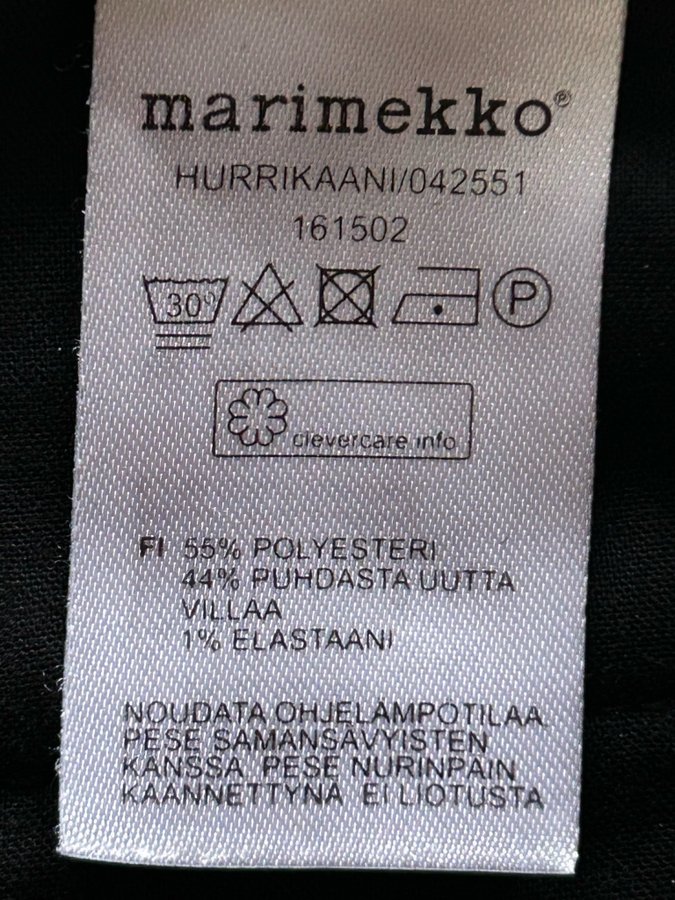 marimekko®
HURRIKAANI/042551
161502
30° P
clevercare.info
FI 55% POLYESTERI
44% PUHDASTA UUTTA
VILLAA
1% ELASTAANI
NOUDATA OHJELÄMPÖTILAA.
PESE SAMANSÄVYISTEN
KANSSA. PESE NURINPÄIN
KÄÄNNETTYNÄ. EI LIOTUSTA